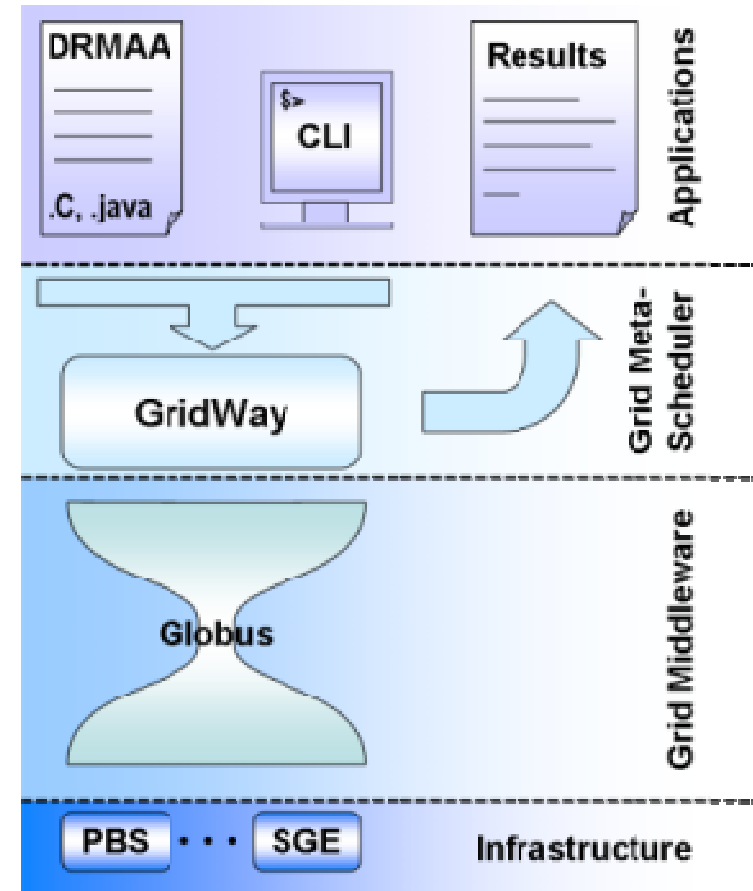 DRMAA
.C, .java
$>
CLI
Results
Applications
GridWay
Grid Meta-
Scheduler
Globus
Grid Middleware
PBS · · · SGE
Infrastructure